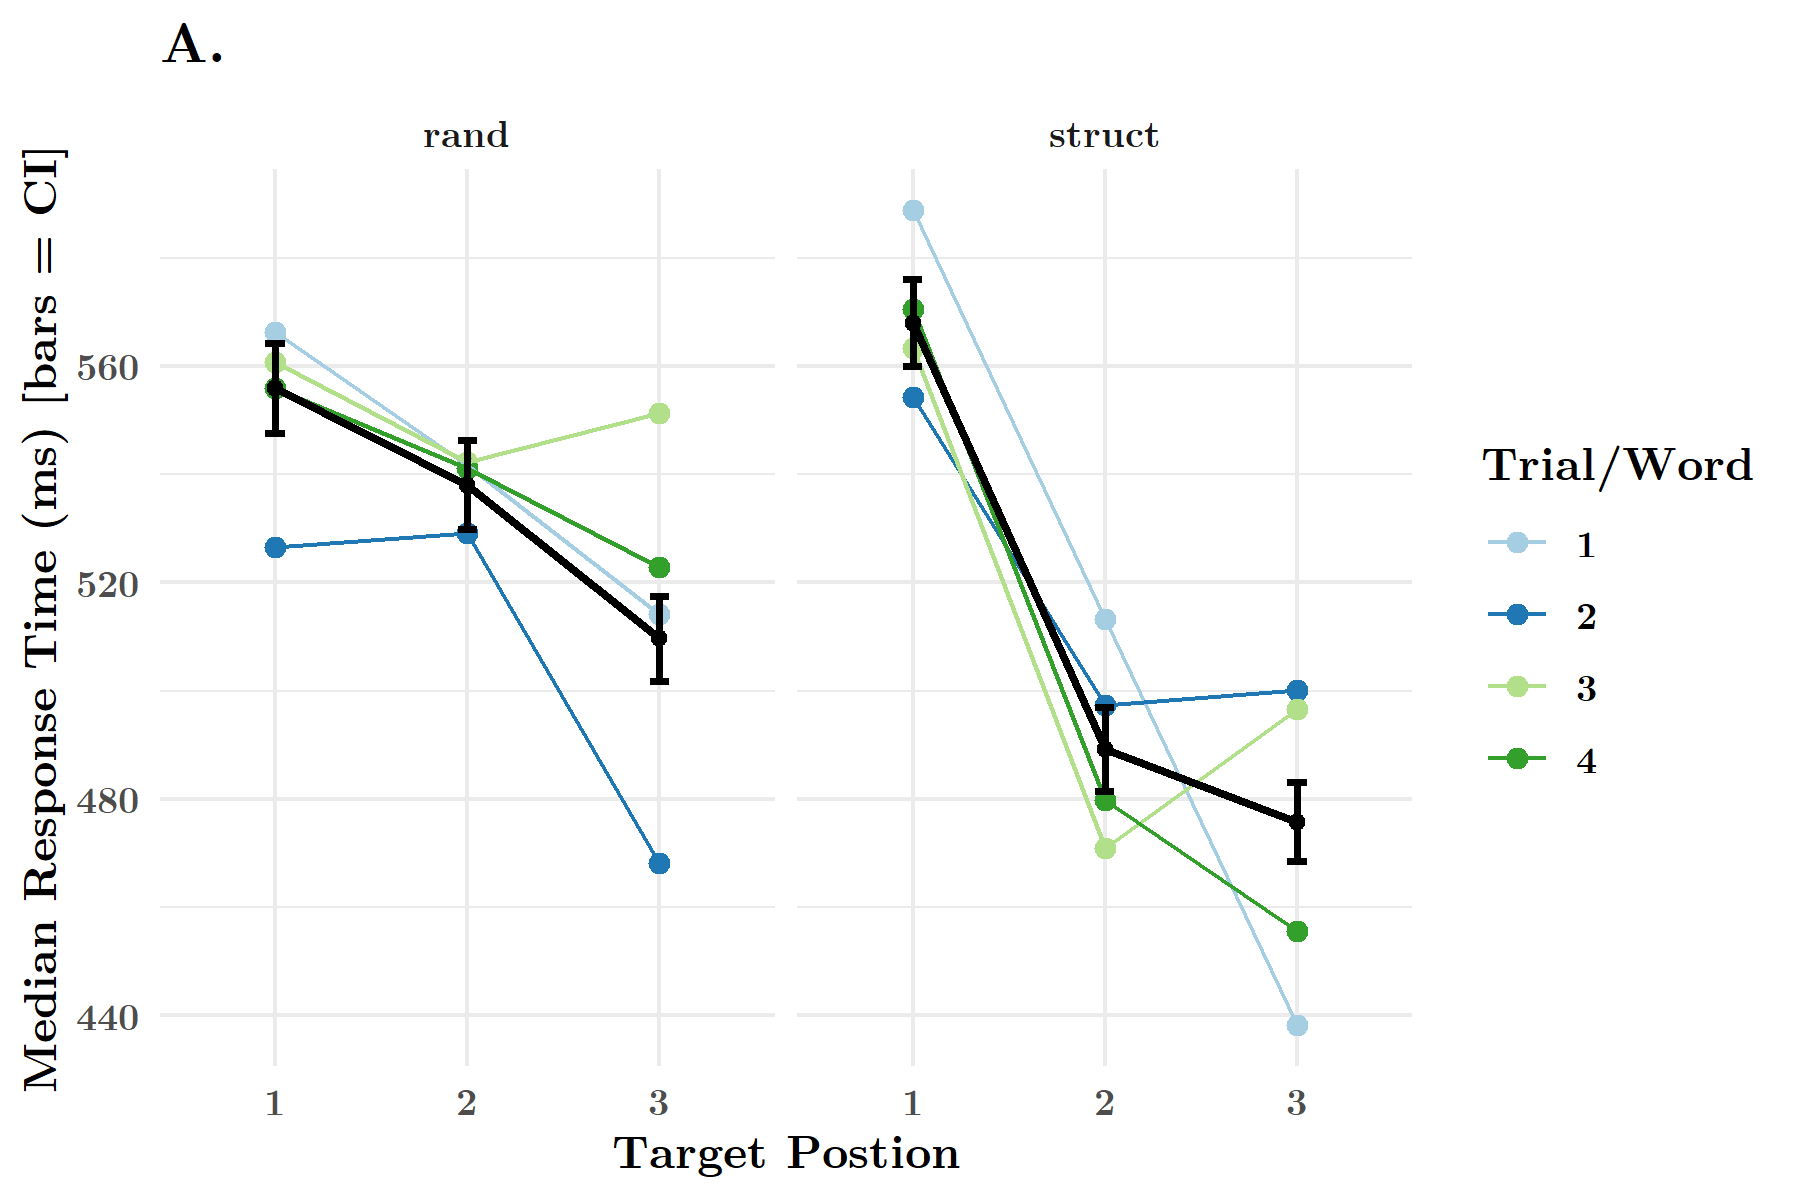 A.
rand
struct
Median Response Time (ms) [bars = CI]
560
520
480
440
1 2 3
1 2 3
Target Postion
Trial/Word
1
2
3
4